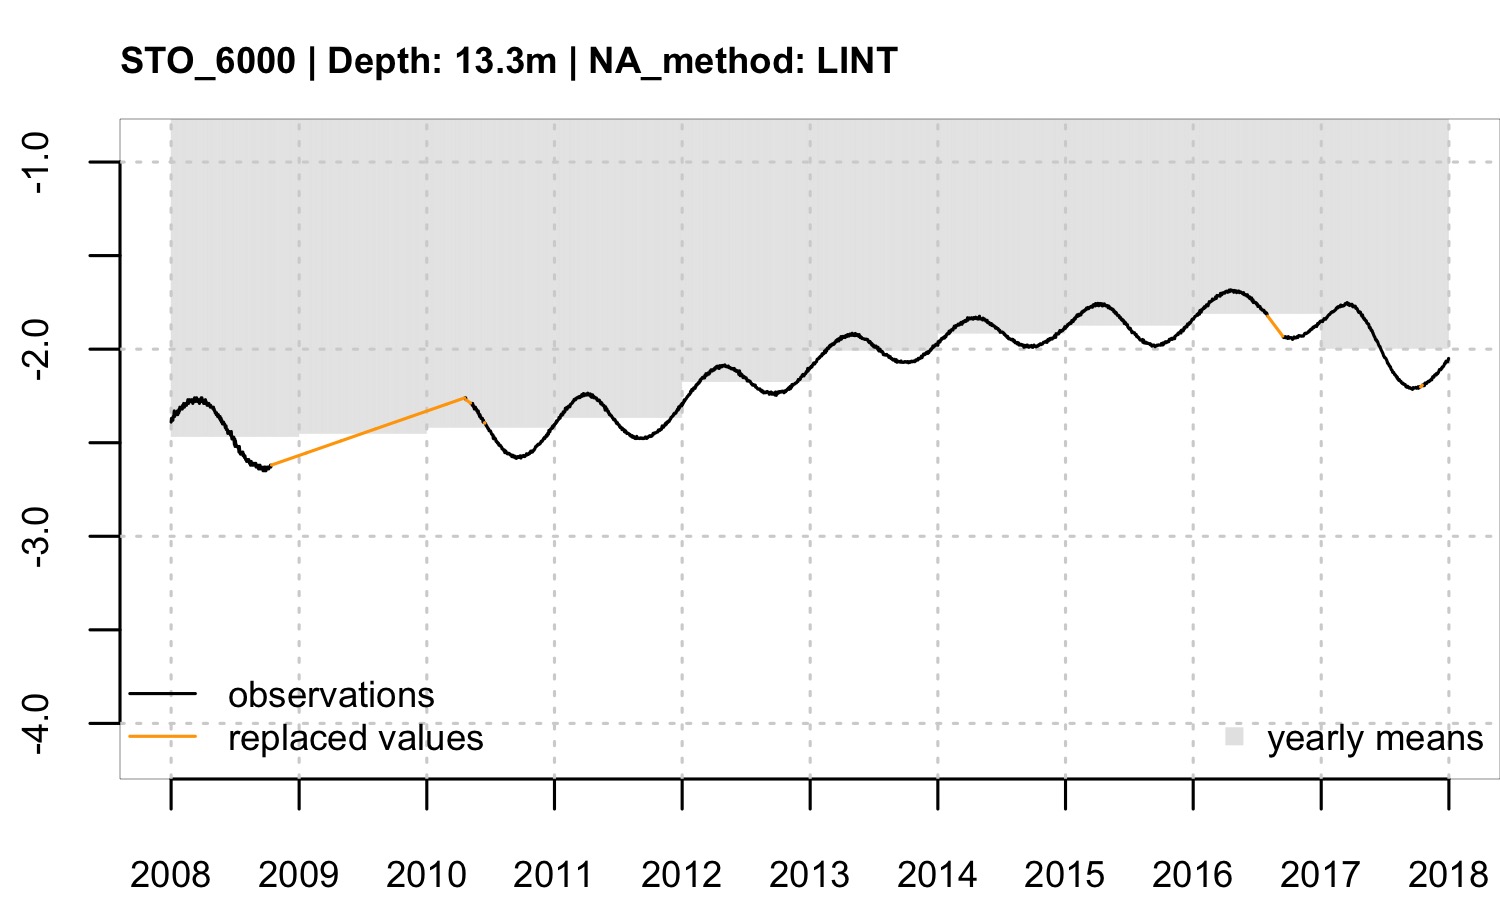 STO_6000 | Depth: 13.3m | NA_method: LINT
-1.0
-2.0
-3.0
-4.0
observations
replaced values
yearly means
2008 2009 2010 2011 2012 2013 2014 2015 2016 2017 2018